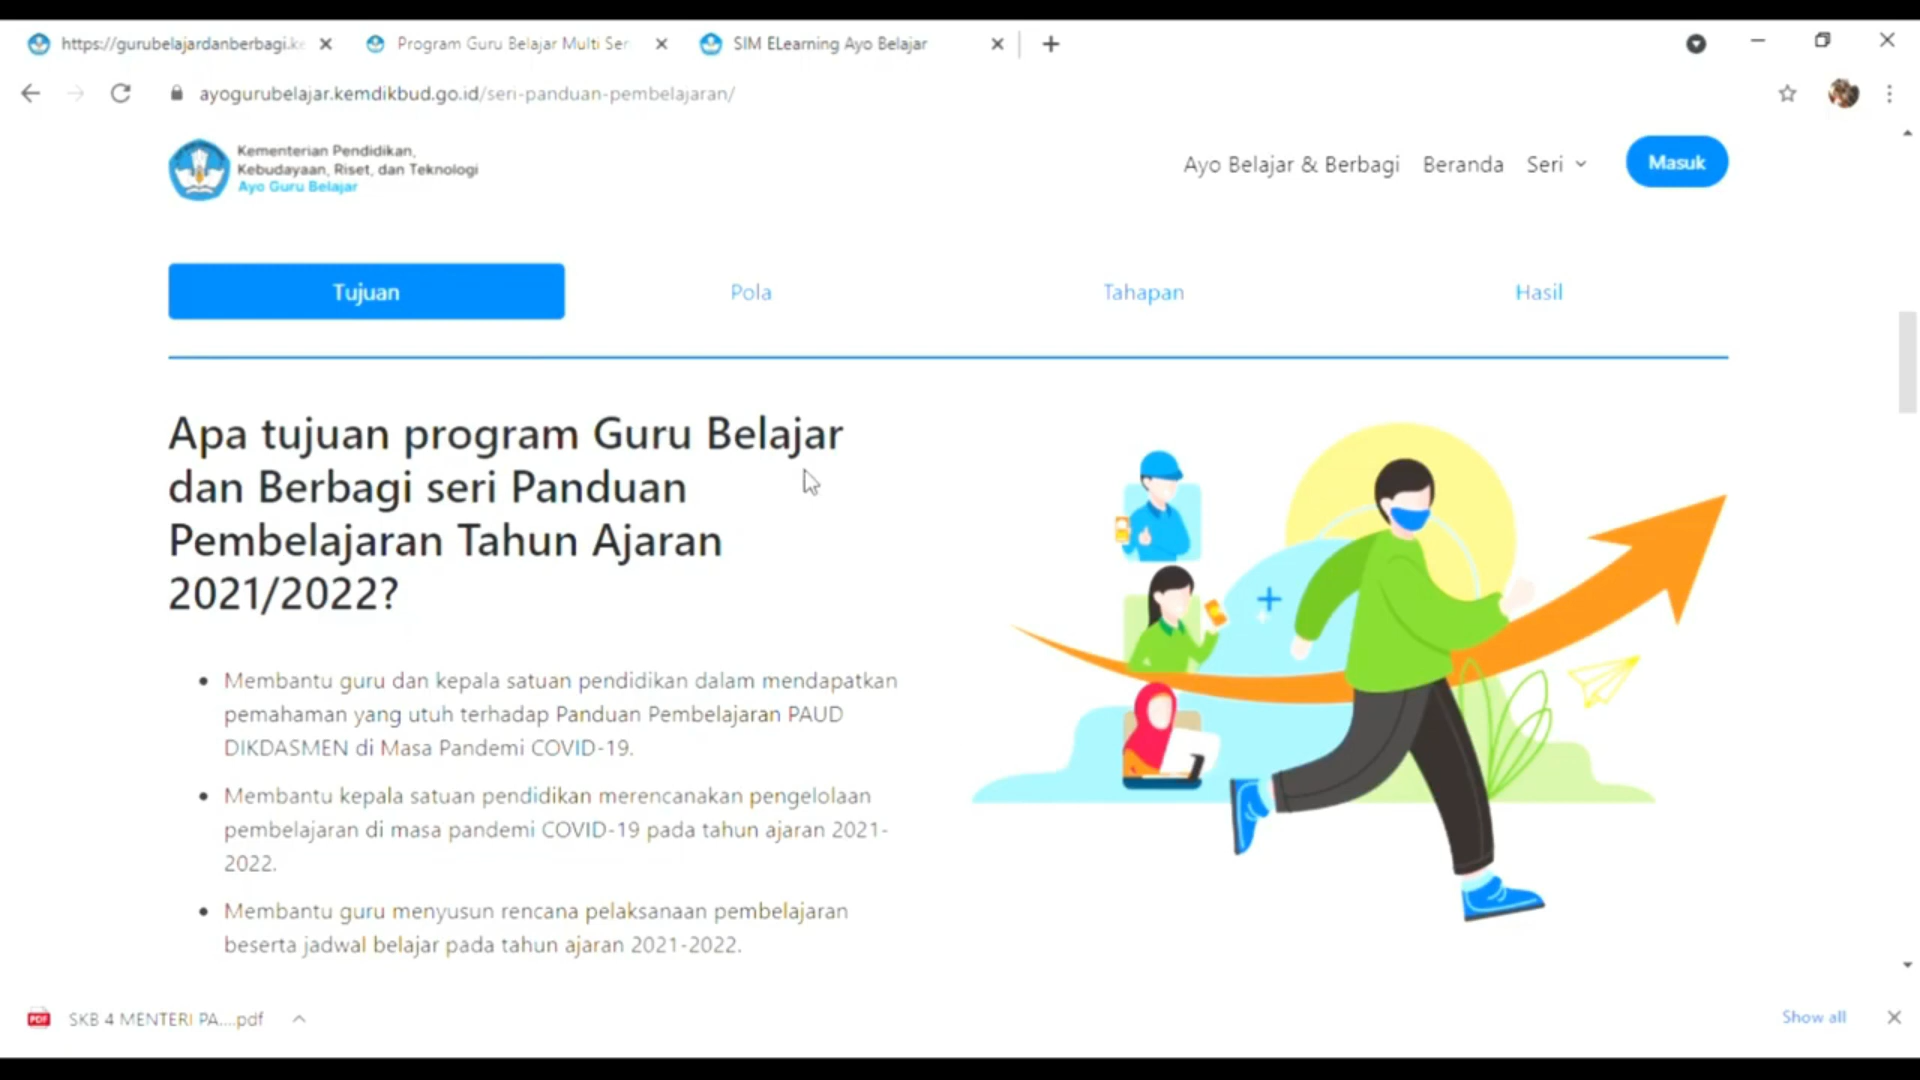 https://gurubelajardanberbagi.ke
Program Guru Belajar Multi Ser
SIM ELearning Ayo Belajar
ayogurubelajar.kemdikbud.go.id/seri-panduan-pembelajaran/
Kementerian Pendidikan,
Kebudayaan, Riset, dan Teknologi
Ayo Guru Belajar
Ayo Belajar & Berbagi
Beranda
Seri
Masuk
Tujuan
Pola
Tahapan
Hasil
Apa tujuan program Guru Belajar
dan Berbagi seri Panduan
Pembelajaran Tahun Ajaran
2021/2022?
Membantu guru dan kepala satuan pendidikan dalam mendapatkan
pemahaman yang utuh terhadap Panduan Pembelajaran PAUD
DIKDASMEN di Masa Pandemi COVID-19.
Membantu kepala satuan pendidikan merencanakan pengelolaan
pembelajaran di masa pandemi COVID-19 pada tahun ajaran 2021-
2022.
Membantu guru menyusun rencana pelaksanaan pembelajaran
beserta jadwal belajar pada tahun ajaran 2021-2022.
PDF
SKB 4 MENTERI PA....pdf
Show all